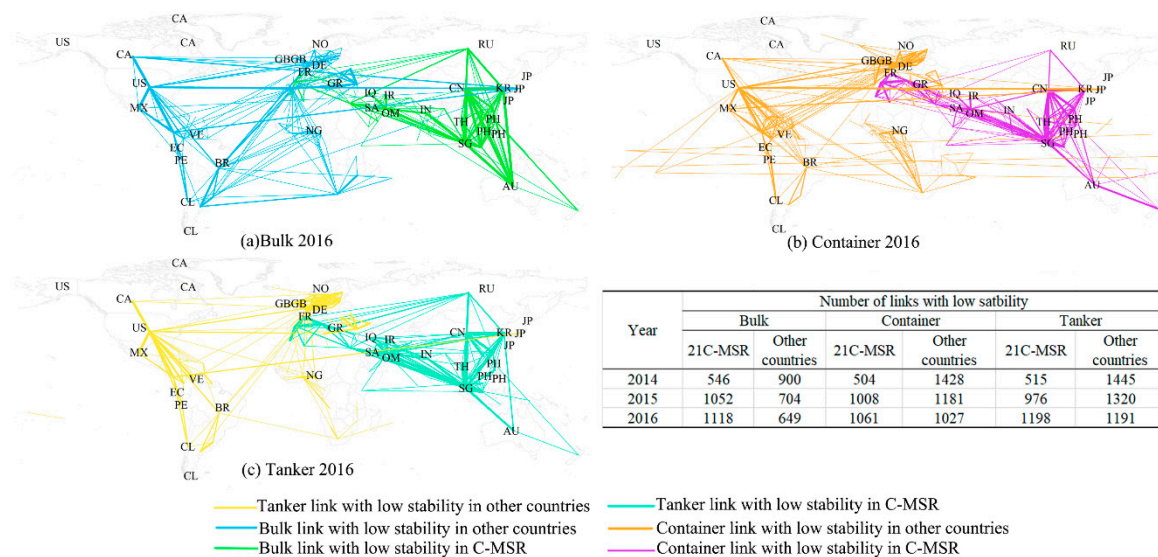 CA
US
CA
CA
NO
GBGB
DE
FR
RU
JP
US
GR
CN
KR
JP
JP
MX
IQ
IR
SA
OM
IN
TH
PH
PH
PH
VE
NG
SG
EC
PE
BR
AU
CL
CL
(a)Bulk 2016
CA
US
CA
CA
NO
GBGB
DE
FR
RU
JP
US
GR
CN
KR
JP
JP
MX
IQ
IR
SA
OM
IN
TH
PH
PH
PH
VE
NG
SG
EC
PE
BR
AU
CL
CL
(b) Container 2016
CA
US
CA
CA
NO
GBGB
DE
FR
RU
JP
US
GR
CN
KR
JP
JP
MX
IQ
IR
SA
OM
IN
TH
PH
PH
PH
VE
NG
SG
EC
PE
BR
AU
CL
CL
(c) Tanker 2016
Number of links with low satbility
Year Bulk Container Tanker
21C-MSR Other countries 21C-MSR Other countries 21C-MSR Other countries
2014 546 900 504 1428 515 1445
2015 1052 704 1008 1181 976 1320
2016 1118 649 1061 1027 1198 1191
Tanker link with low stability in other countries
Tanker link with low stability in C-MSR
Bulk link with low stability in other countries
Container link with low stability in other countries
Bulk link with low stability in C-MSR
Container link with low stability in C-MSR